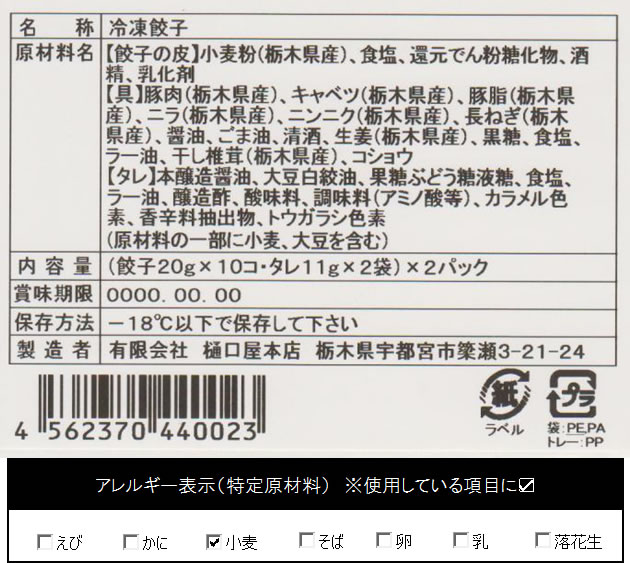 名称 冷凍餃子
原材料名 【餃子の皮】小麦粉(栃木県産)、食塩、還元でん粉糖化物、酒
精、乳化剤
【具】豚肉(栃木県産)、キャベツ(栃木県産)、豚脂(栃木県
産)、ニラ(栃木県産)、ニンニク(栃木県産)、長ねぎ(栃木
県産)、醤油、ごま油、清酒、生姜(栃木県産)、黒糖、食塩、
ラー油、干し椎茸(栃木県産)、コショウ
【タレ】本醸造醤油、大豆白絞油、果糖ぶどう糖液糖、食塩、
ラー油、醸造酢、酸味料、調味料(アミノ酸等)、カラメル色
素、香辛料抽出物、トウガラシ色素
(原材料の一部に小麦、大豆を含む)
内容量 (餃子20g×10コ・タレ11g×2袋)×2パック
賞味期限 0000.00.00
保存方法 −18℃以下で保存して下さい
製造者 有限会社 樋口屋本店 栃木県宇都宮市簗瀬3-21-24
紙
ラベル
プラ
袋:PE,PA
トレー:PP
4 562370 440023
アレルギー表示(特定原材料) ※使用している項目に☑
☐えび ☐かに ☑小麦 ☐そば ☐卵 ☐乳 ☐落花生